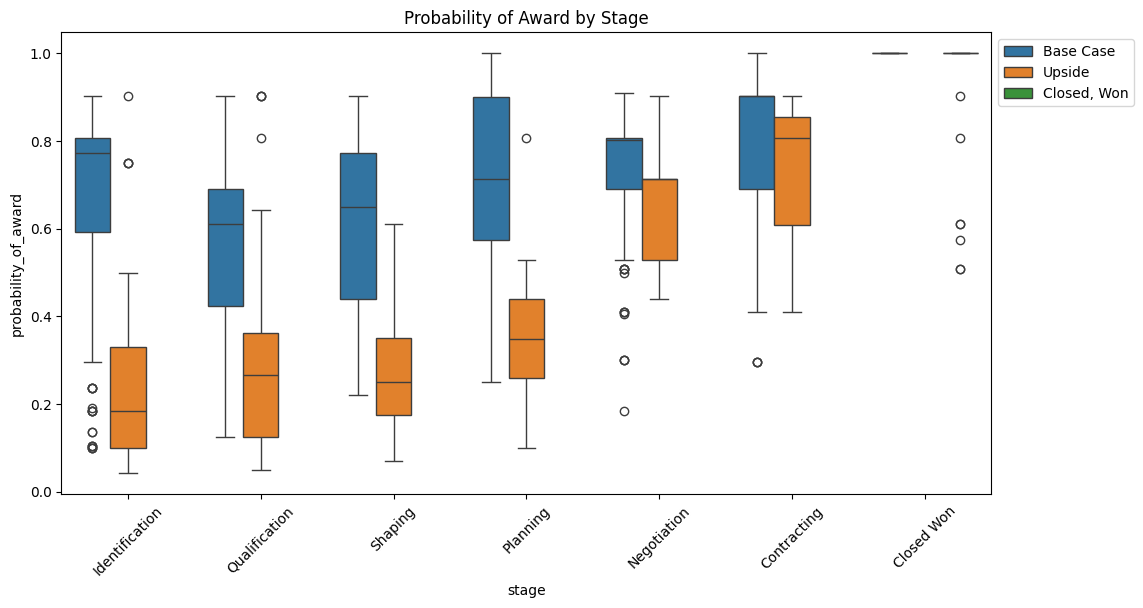 Probability of Award by Stage
Base Case
Upside
Closed, Won
probability_of_award
1.0
0.8
0.6
0.4
0.2
0.0
Identification
Qualification
Shaping
Planning
Negotiation
Contracting
Closed Won
stage